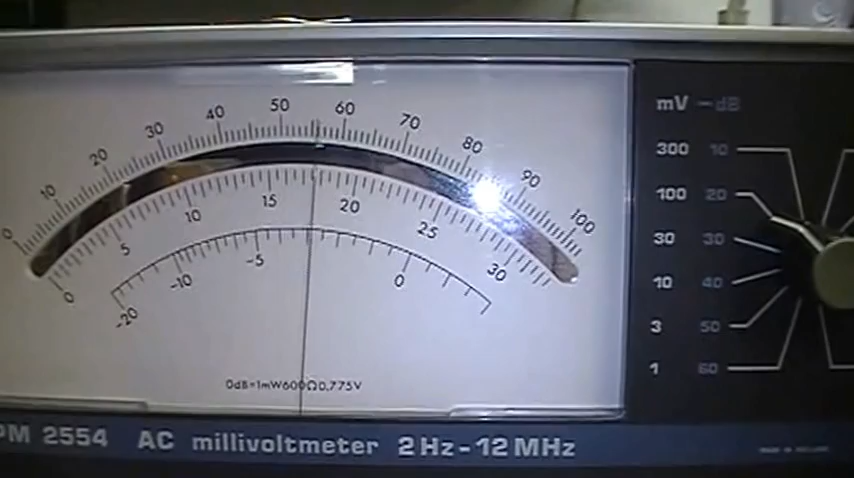 0 10 20 30 40 50 60 70 80 90 100
0 5 10 15 20 25 30
-20 -10 -5 0
0dB=1mW600Ω0,775V
mV -dB
300 10
100 20
30 30
10 40
3 50
1 60
PM 2554 AC millivoltmeter 2Hz-12MHz